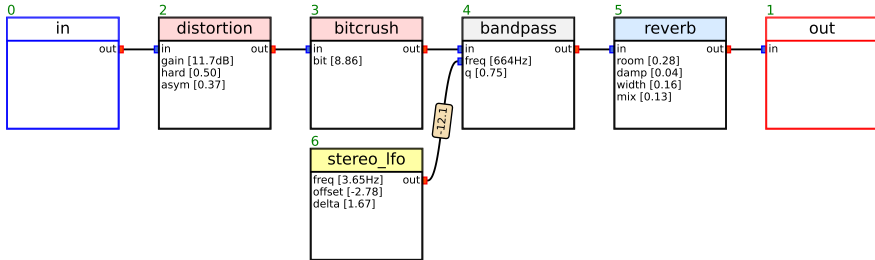 0
in
out
2
distortion
in
out
gain [11.7dB]
hard [0.50]
asym [0.37]
3
bitcrush
in
out
bit [8.86]
4
bandpass
in
out
freq [664Hz]
q [0.75]
5
reverb
in
out
room [0.28]
damp [0.04]
width [0.16]
mix [0.13]
1
out
in
-12.1
6
stereo_lfo
freq [3.65Hz]
out
offset [-2.78]
delta [1.67]